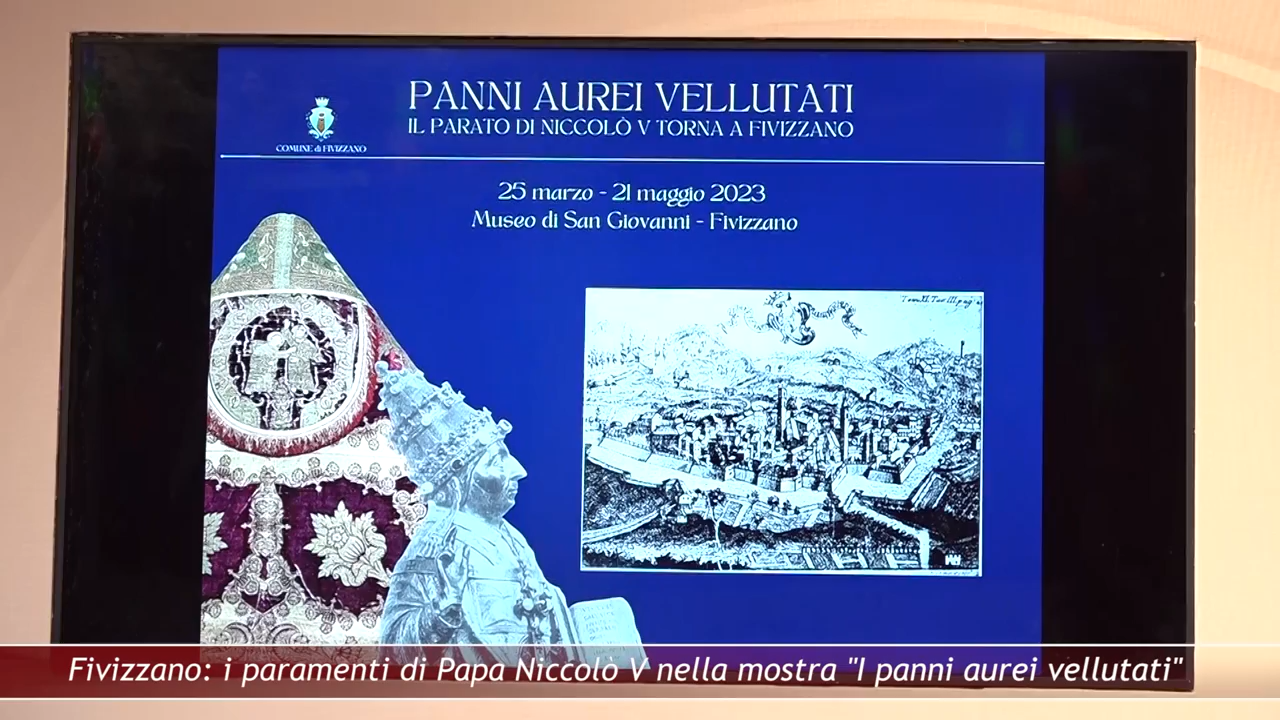 PANNI AUREI VELLUTATI
IL PARATO DI NICCOLÒ V TORNA A FIVIZZANO
COMUNE di FIVIZZANO
25 marzo - 21 maggio 2023
Museo di San Giovanni - Fivizzano
Fivizzano: i paramenti di Papa Niccolò V nella mostra "I panni aurei vellutati"